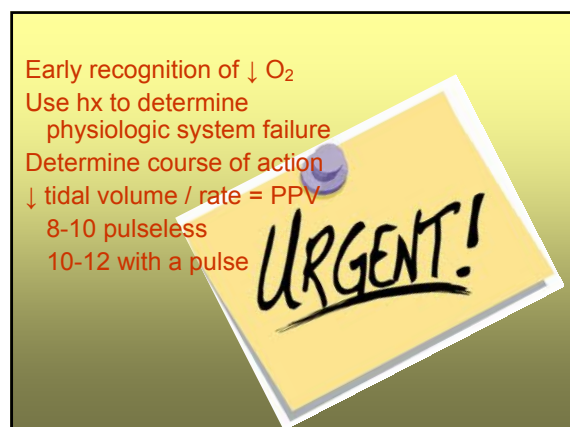 Early recognition of ↓ O₂
Use hx to determine
physiologic system failure
Determine course of action
↓ tidal volume / rate = PPV
8-10 pulseless
10-12 with a pulse
URGENT!